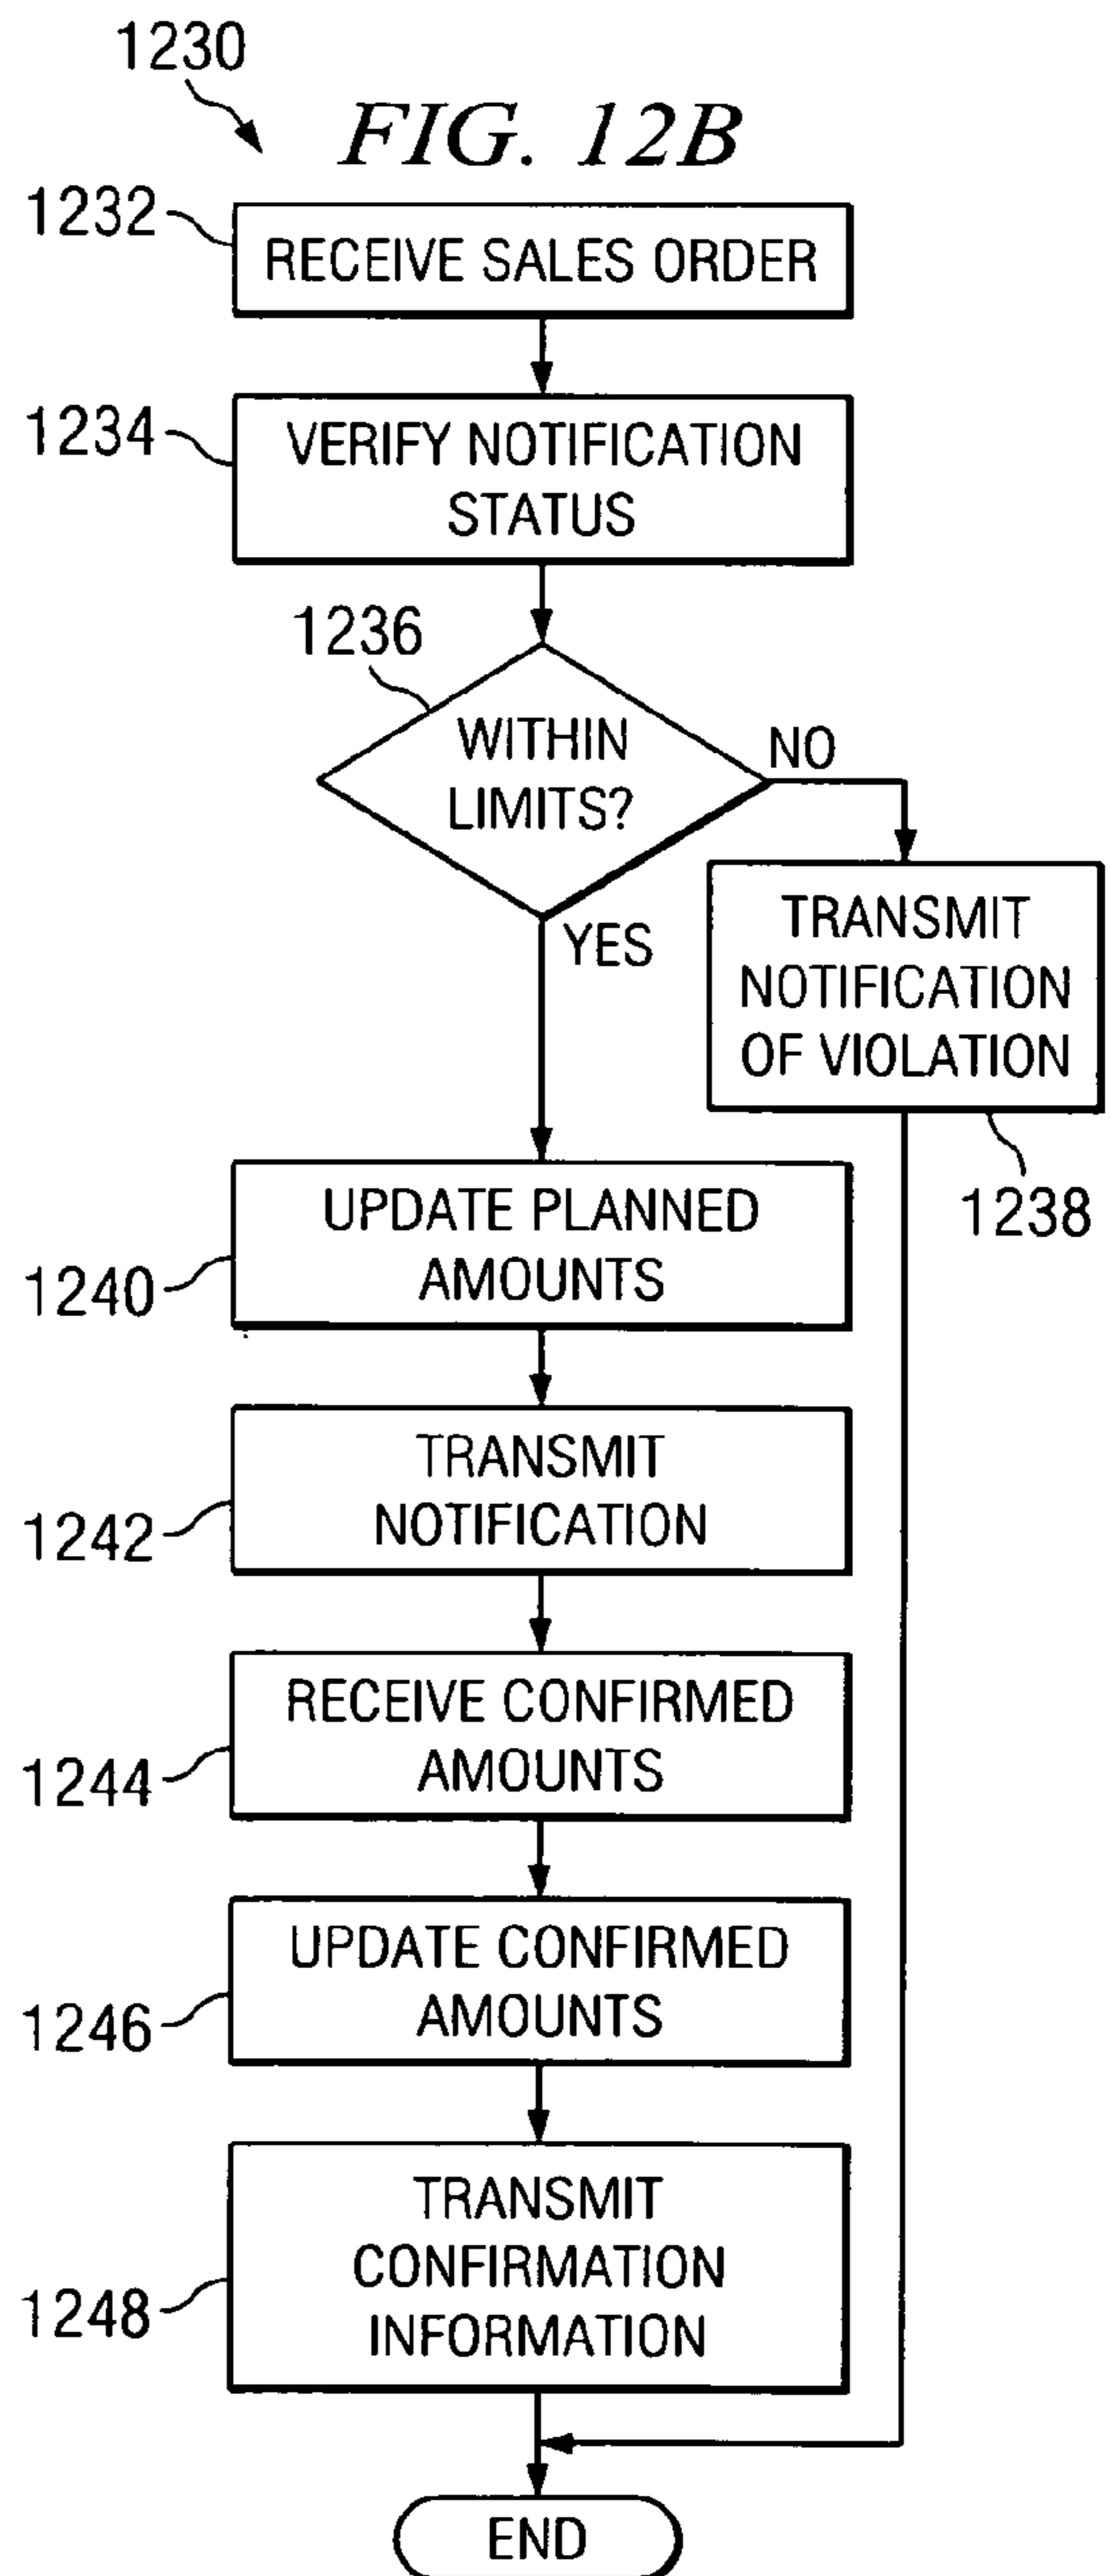 1230
FIG. 12B
1232
RECEIVE SALES ORDER
1234
VERIFY NOTIFICATION
STATUS
1236
WITHIN
LIMITS?
NO
YES
TRANSMIT
NOTIFICATION
OF VIOLATION
1238
UPDATE PLANNED
AMOUNTS
1240
TRANSMIT
NOTIFICATION
1242
RECEIVE CONFIRMED
AMOUNTS
1244
UPDATE CONFIRMED
AMOUNTS
1246
TRANSMIT
CONFIRMATION
INFORMATION
1248
END